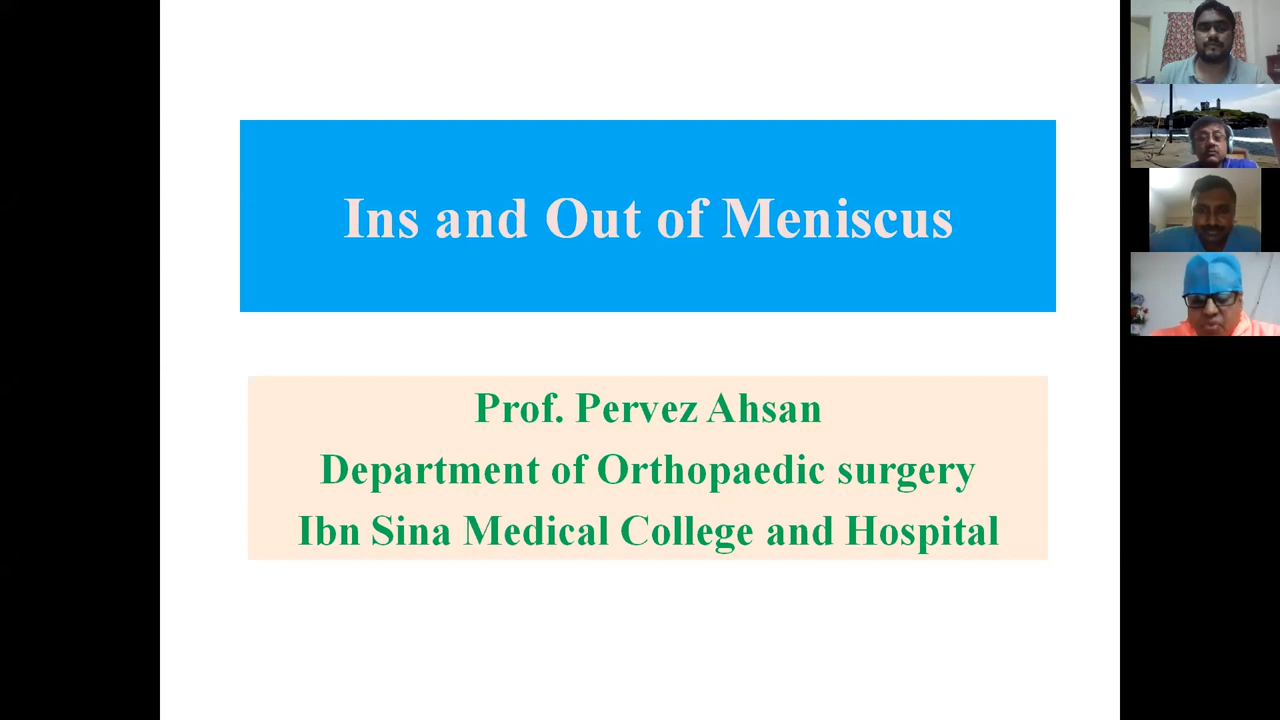 Ins and Out of Meniscus
Prof. Pervez Ahsan
Department of Orthopaedic surgery
Ibn Sina Medical College and Hospital